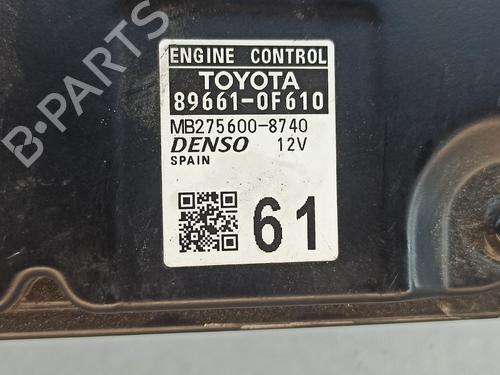 ENGINE CONTROL
TOYOTA
89661-0F610
MB275600-8740
DENSO 12V
SPAIN
61
B-PARTS